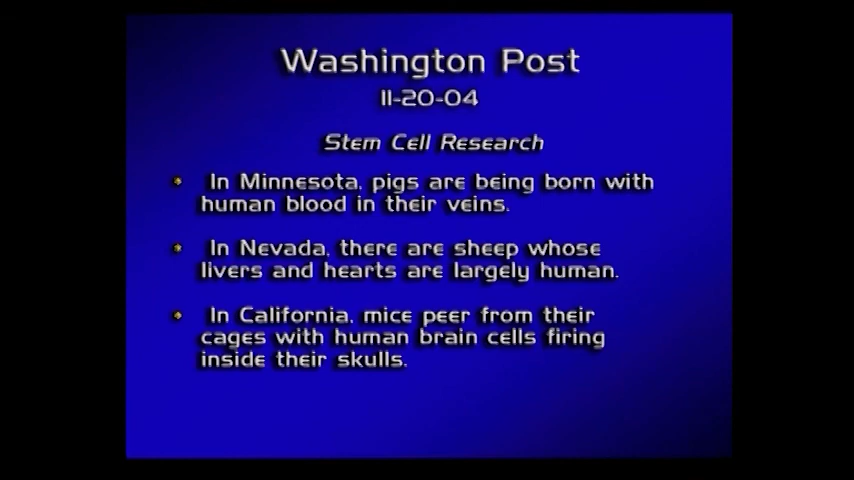 Washington Post
11-20-04
Stem Cell Research
• In Minnesota, pigs are being born with
human blood in their veins.
• In Nevada, there are sheep whose
livers and hearts are largely human.
• In California, mice peer from their
cages with human brain cells firing
inside their skulls.